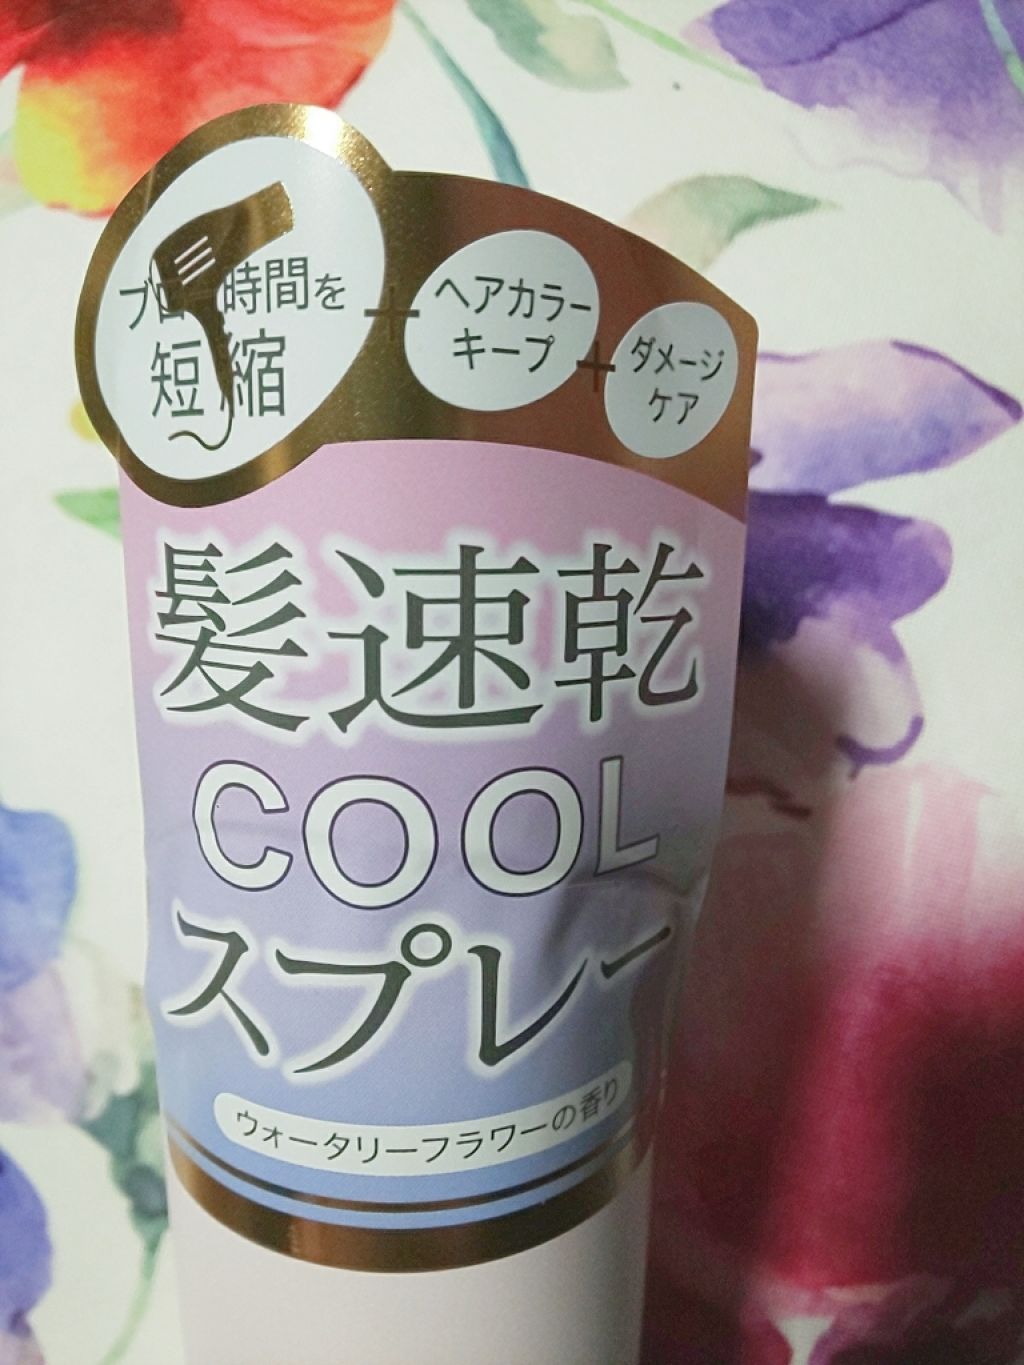 ブロー時間を
短縮
+
ヘアカラー
キープ
+
ダメージ
ケア
髪速乾
COOL
スプレー
ウォータリーフラワーの香り